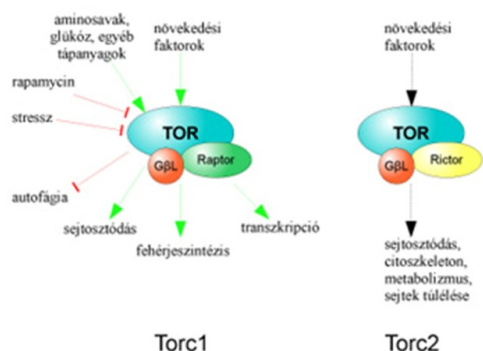 aminosavak,
glükóz, egyéb
tápanyagok
növekedési
faktorok
rapamycin
stressz
autofágia
TOR
GβL
Raptor
sejtosztódás
fehérjeszintézis
transzkripció
Torc1
növekedési
faktorok
TOR
GβL
Rictor
sejtosztódás,
citoszkeleton,
metabolizmus,
sejtek túlélése
Torc2